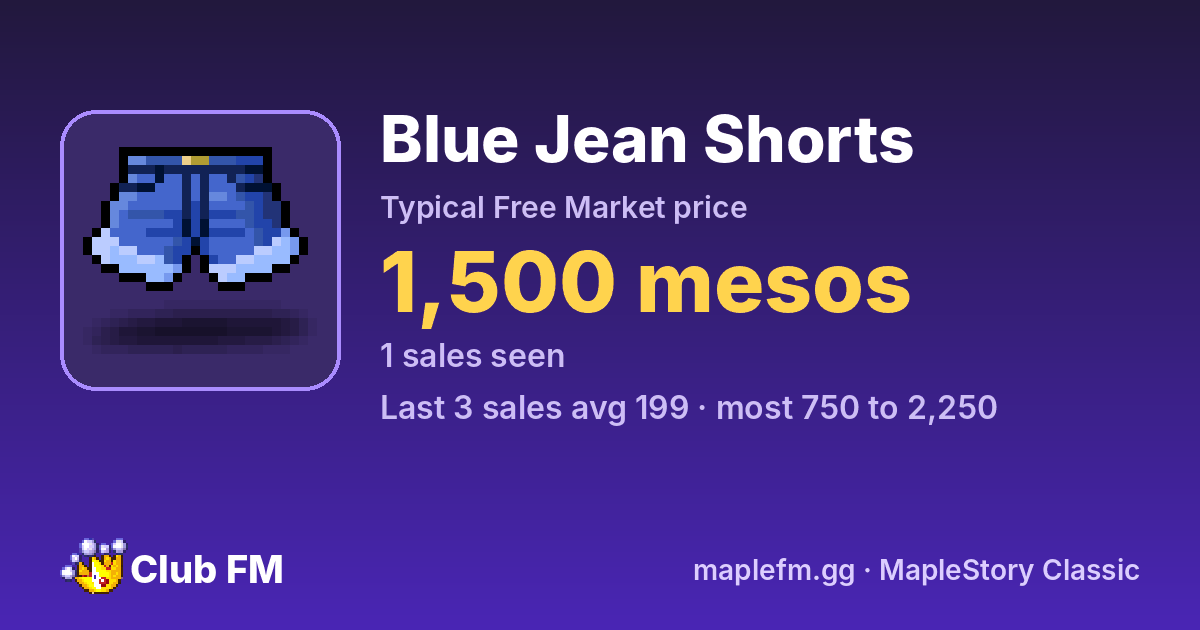 Blue Jean Shorts
Typical Free Market price
1,500 mesos
1 sales seen
Last 3 sales avg 199 · most 750 to 2,250
Club FM
maplefm.gg · MapleStory Classic